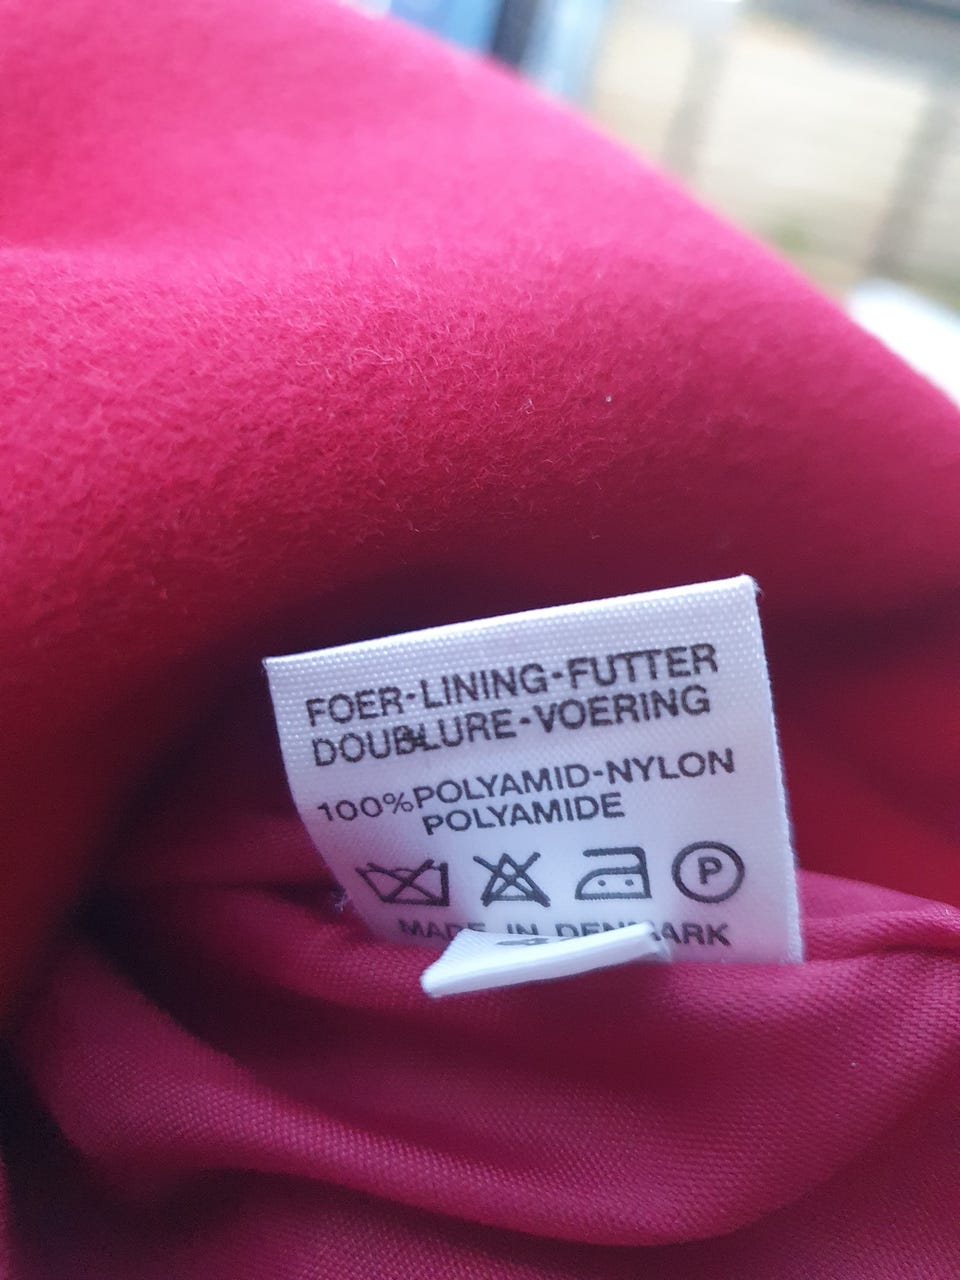 FOER-LINING-FUTTER
DOUBLURE-VOERING
100% POLYAMID-NYLON
POLYAMIDE
P
MADE IN DENMARK